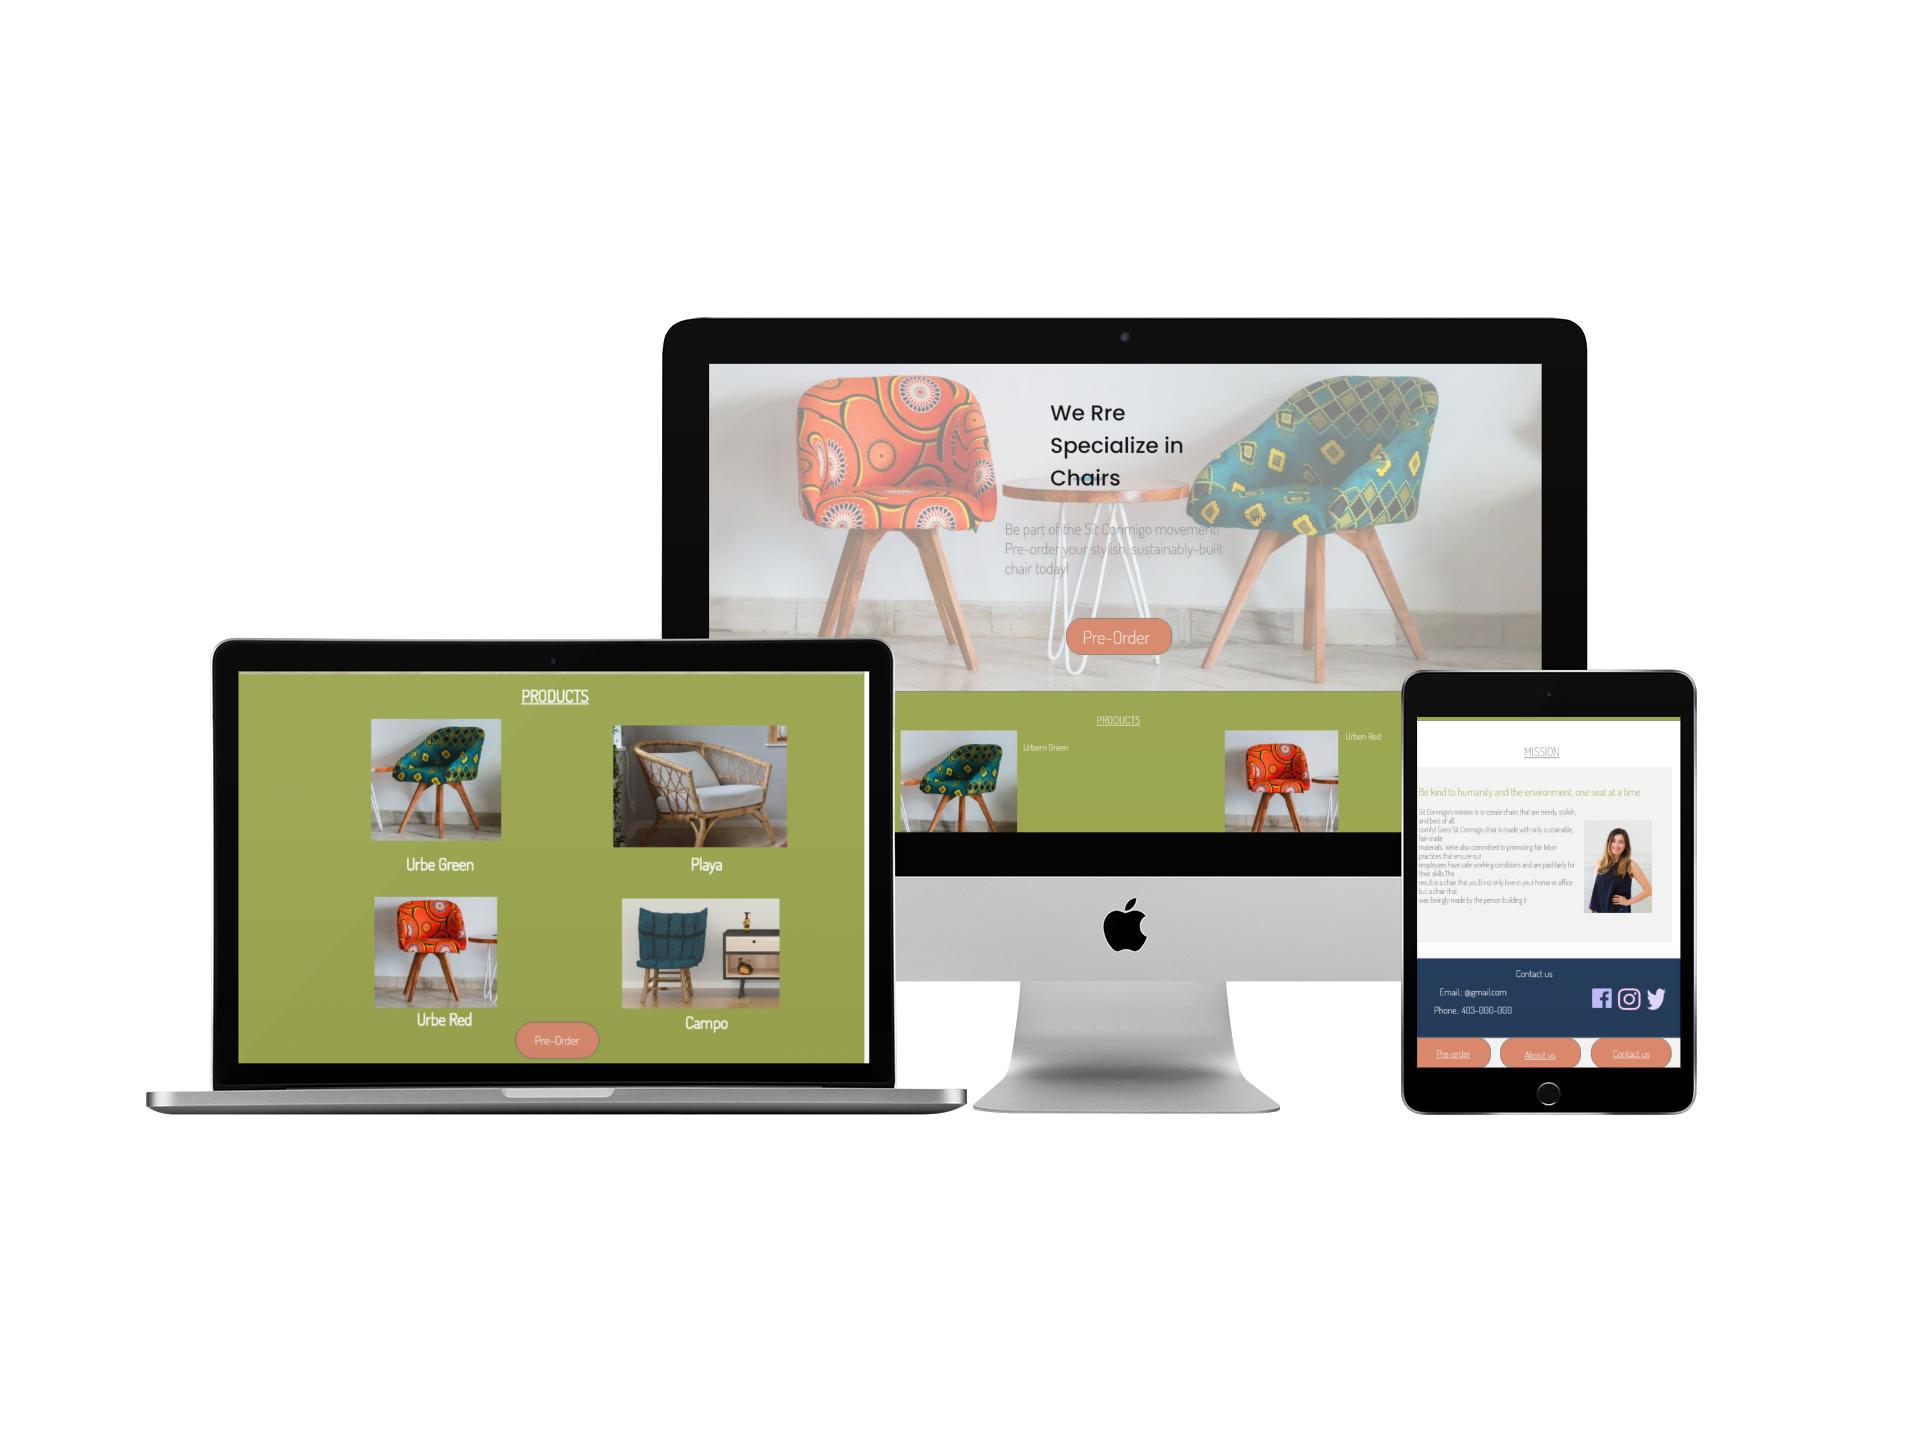 We Rre
Specialize in
Chairs
Campo
Be part of the Sit Conmigo movement!
Pre-order your stylish, sustainably-built
chair today!
Pre-Order
PRODUCTS
Urbern Green
Urben Red
PRODUCTS
Urbe Green
Playa
Urbe Red
Campo
Pre-Order
MISSION
Be kind to humanity and the environment, one seat at a time
Sit Conmigo's mission is to create chairs that are trendy, stylish,
and best of all,
comfy! Every Sit Conmigo chair is made with only sustainable,
fair-trade
materials. We're also committed to promoting fair labor
practices that ensure our
employees have safe working conditions and are paid fairly for
their skills.The
result is a chair that you'll not only love in your home or office
but a chair that
was lovingly made by the person building it
Contact us
Email.: @gmail.com
Phone.: 403-000-000
Pre-order
About us
Contact us